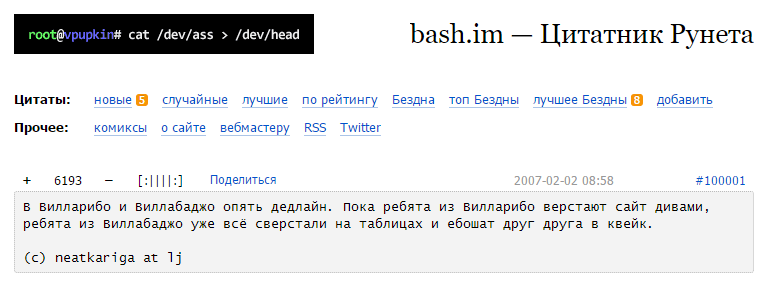 root@vpupkin# cat /dev/ass > /dev/head
bash.im — Цитатник Рунета
Цитаты: новые 5 случайные лучшие по рейтингу Бездна топ Бездны лучшее Бездны 8 добавить
Прочее: комиксы о сайте вебмастеру RSS Twitter
+ 6193 – [:||||:] Поделиться 2007-02-02 08:58 #100001
В Вилларибо и Виллабаджо опять дедлайн. Пока ребята из Вилларибо верстают сайт дивами,
ребята из Виллабаджо уже всё сверстали на таблицах и ебошат друг друга в квейк.
(c) neatkariga at lj